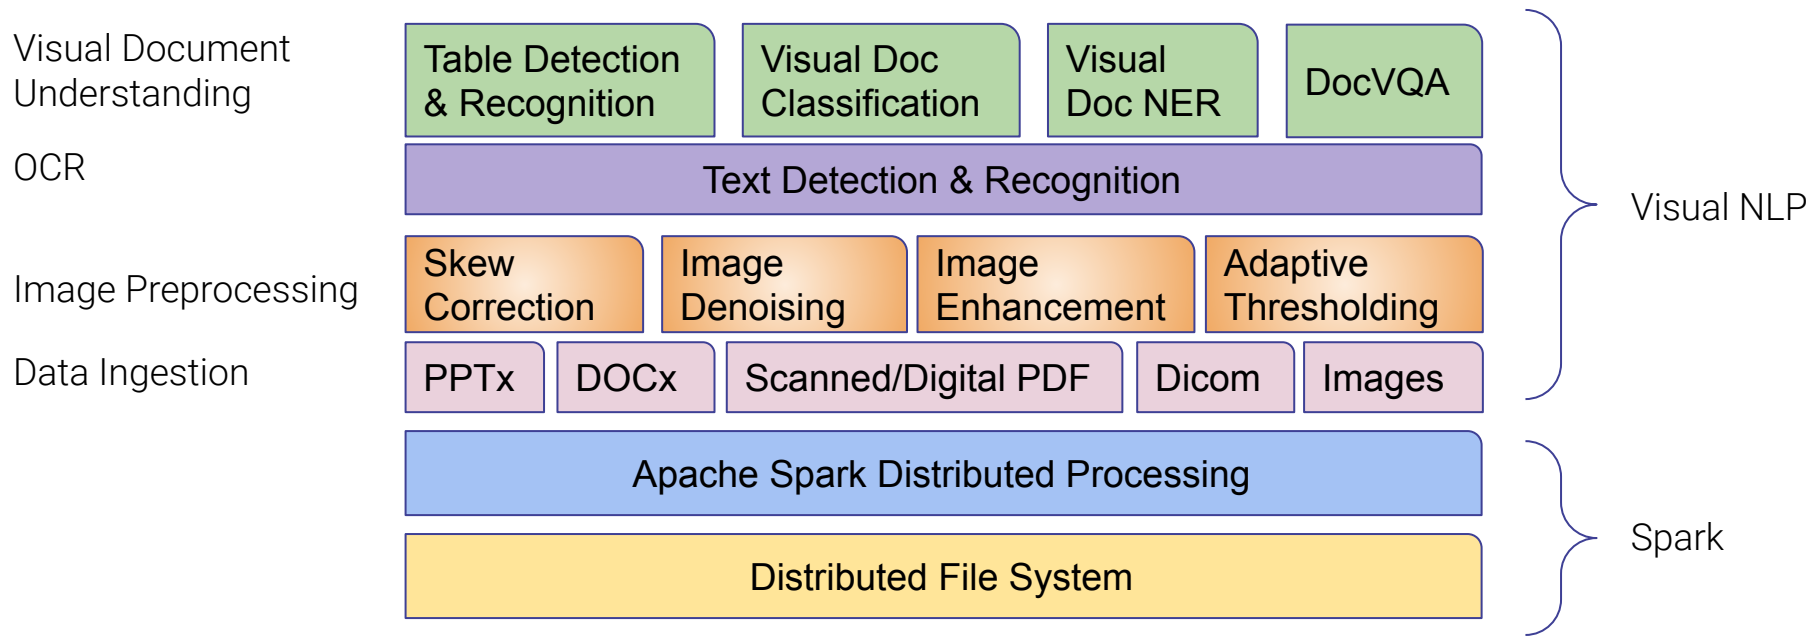 Visual Document
Understanding
Table Detection
& Recognition
Visual Doc
Classification
Visual
Doc NER
DocVQA
OCR
Text Detection & Recognition
Visual NLP
Image Preprocessing
Skew
Correction
Image
Denoising
Image
Enhancement
Adaptive
Thresholding
Data Ingestion
PPTx
DOCx
Scanned/Digital PDF
Dicom
Images
Apache Spark Distributed Processing
Spark
Distributed File System